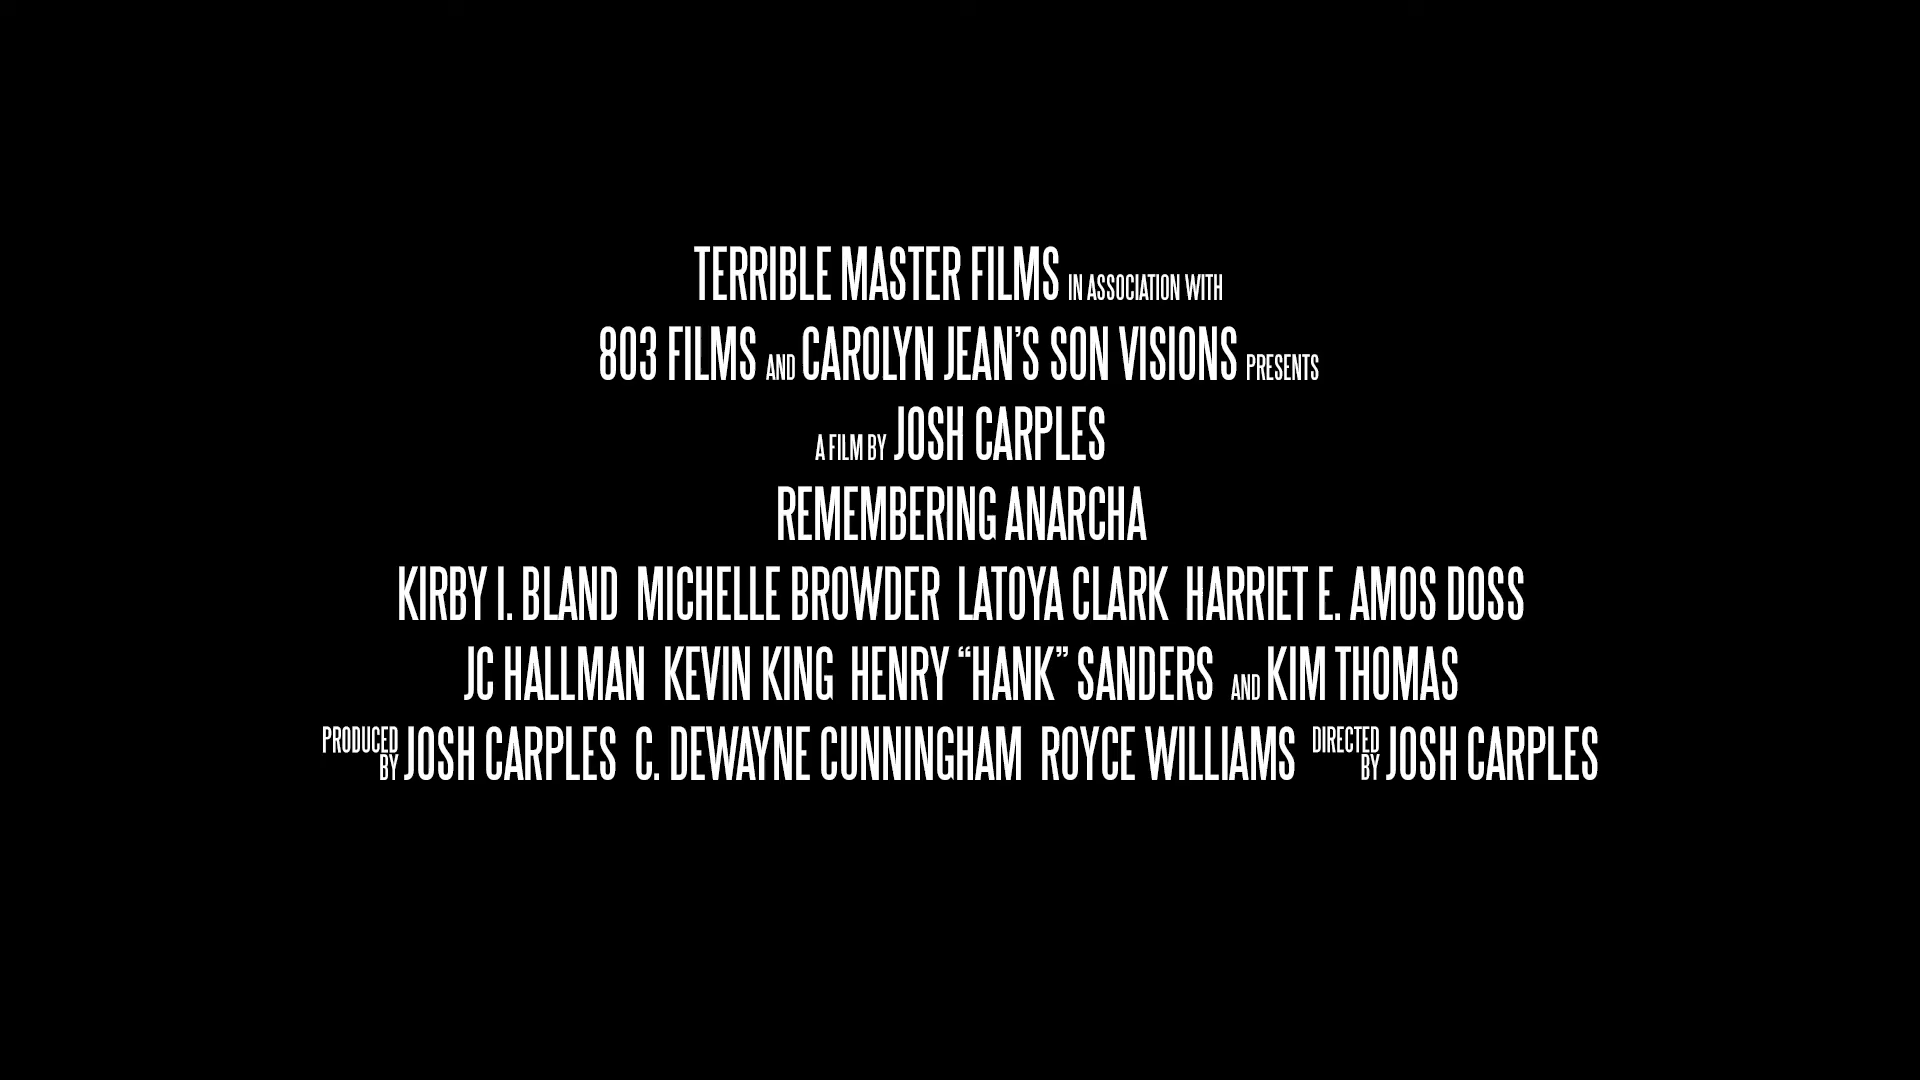 TERRIBLE MASTER FILMS IN ASSOCIATION WITH
803 FILMS AND CAROLYN JEAN’S SON VISIONS PRESENTS
A FILM BY JOSH CARPLES
REMEMBERING ANARCHA
KIRBY I. BLAND MICHELLE BROWDER LATOYA CLARK HARRIET E. AMOS DOSS
JC HALLMAN KEVIN KING HENRY “HANK” SANDERS AND KIM THOMAS
PRODUCED BY JOSH CARPLES C. DEWAYNE CUNNINGHAM ROYCE WILLIAMS DIRECTED BY JOSH CARPLES